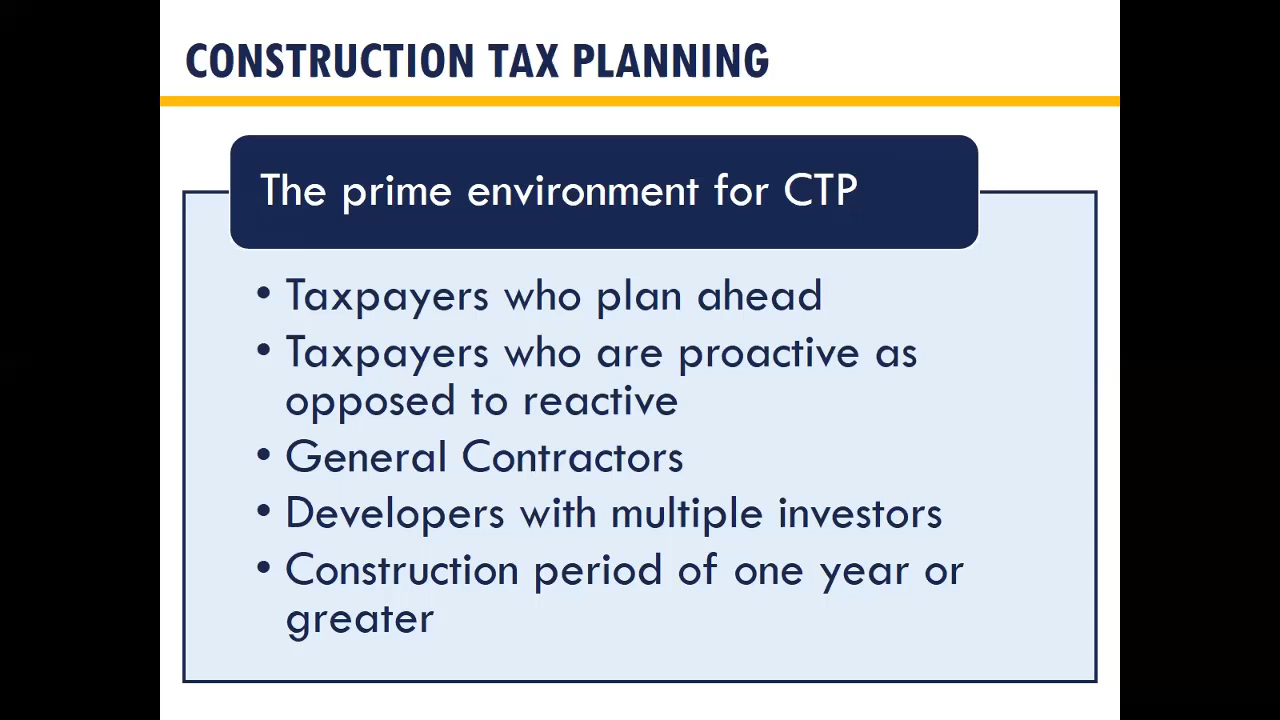 CONSTRUCTION TAX PLANNING
The prime environment for CTP
• Taxpayers who plan ahead
• Taxpayers who are proactive as
opposed to reactive
• General Contractors
• Developers with multiple investors
• Construction period of one year or
greater